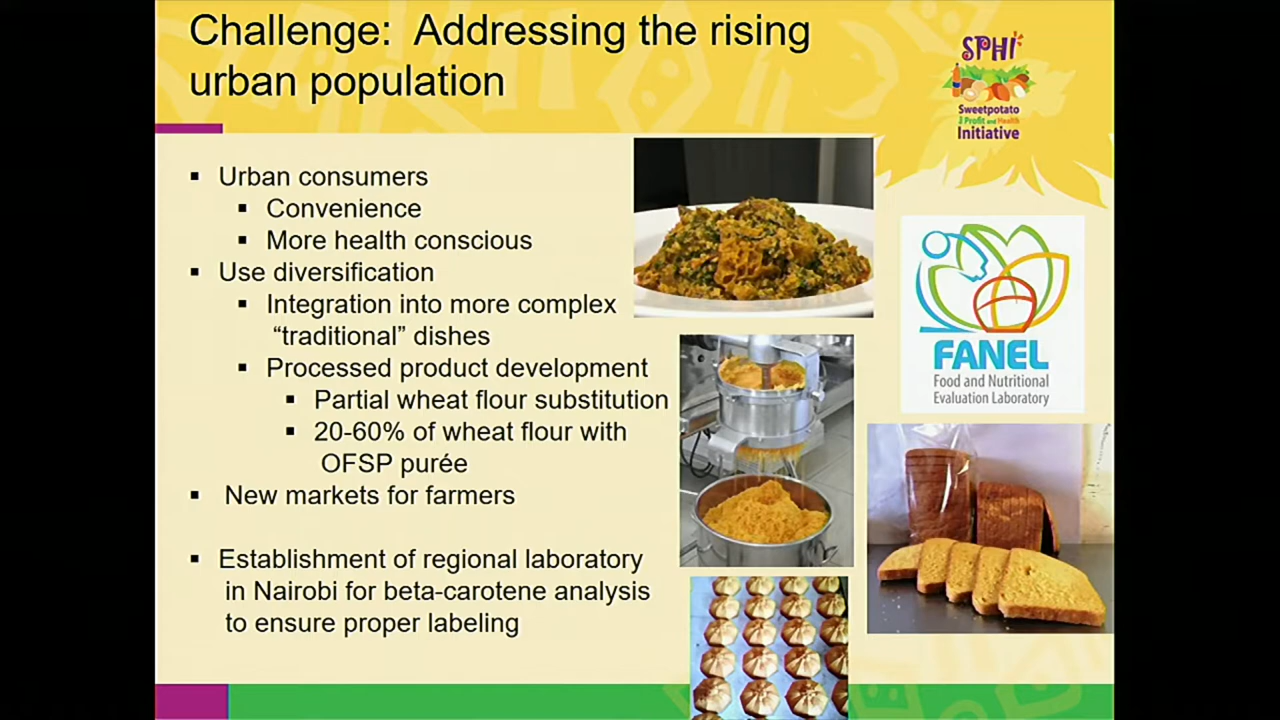 Challenge:  Addressing the rising
urban population
SPHI
Sweetpotato
2 Profit and Health
Initiative
▪ Urban consumers
▪ Convenience
▪ More health conscious
▪ Use diversification
▪ Integration into more complex
“traditional” dishes
▪ Processed product development
▪ Partial wheat flour substitution
▪ 20-60% of wheat flour with
OFSP purée
▪ New markets for farmers
▪ Establishment of regional laboratory
in Nairobi for beta-carotene analysis
to ensure proper labeling
FANEL
Food and Nutritional
Evaluation Laboratory